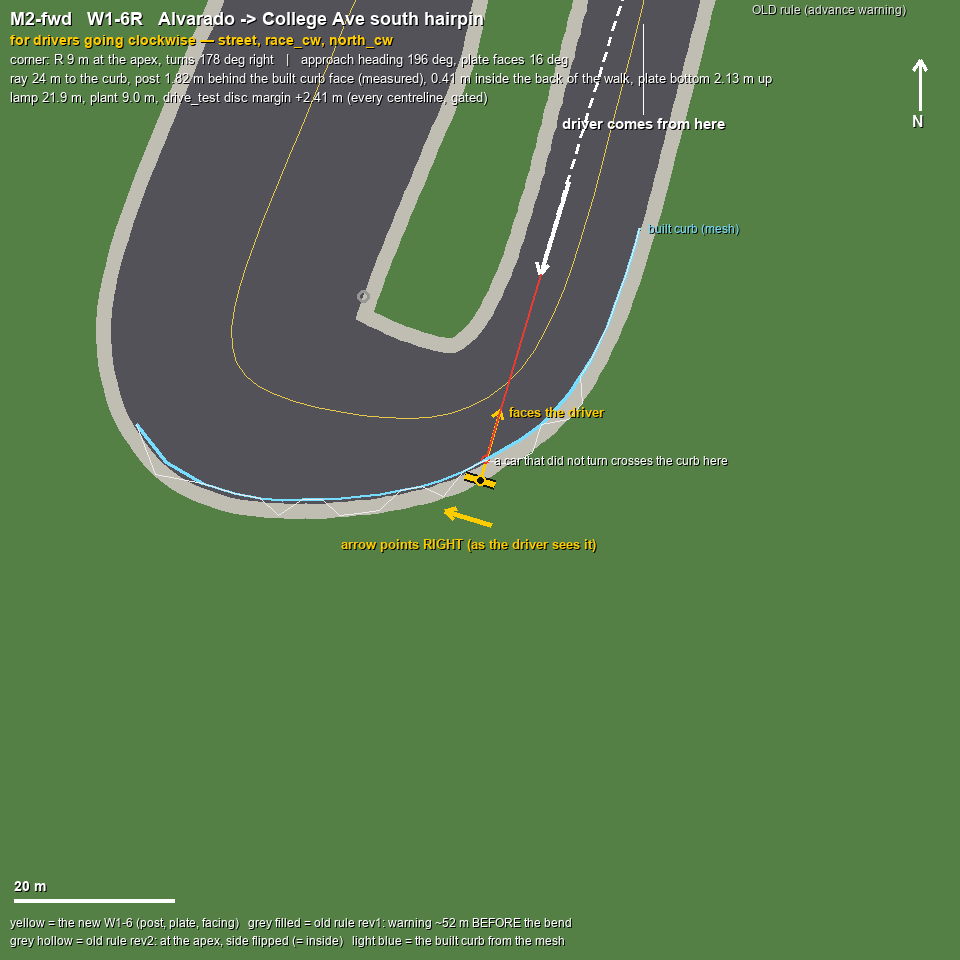 M2-fwd W1-6R Alvarado -> College Ave south hairpin
OLD rule (advance warning)
for drivers going clockwise — street, race_cw, north_cw
corner: R 9 m at the apex, turns 178 deg right | approach heading 196 deg, plate faces 16 deg
ray 24 m to the curb, post 1.82 m behind the built curb face (measured), 0.41 m inside the back of the walk, plate bottom 2.13 m up
lamp 21.9 m, plant 9.0 m, drive_test disc margin +2.41 m (every centreline, gated)
N
driver comes from here
built curb (mesh)
faces the driver
a car that did not turn crosses the curb here
arrow points RIGHT (as the driver sees it)
20 m
yellow = the new W1-6 (post, plate, facing) grey filled = old rule rev1: warning ~52 m BEFORE the bend
grey hollow = old rule rev2: at the apex, side flipped (= inside) light blue = the built curb from the mesh